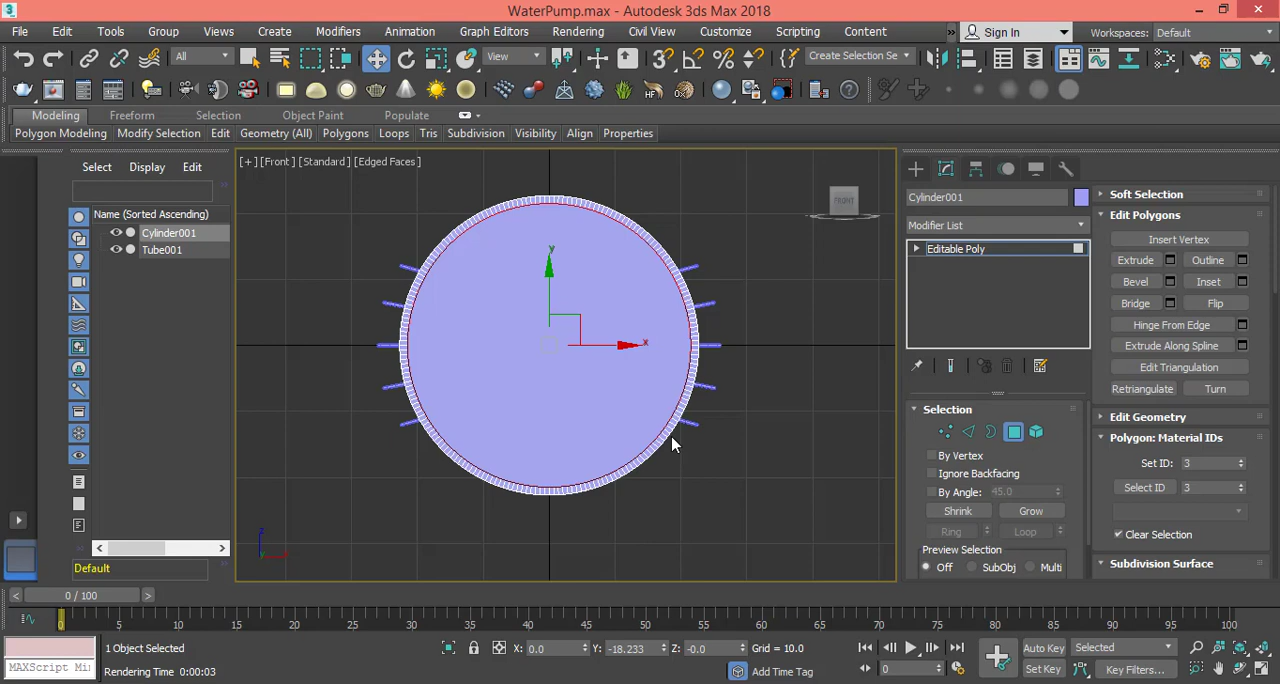 WaterPump.max - Autodesk 3ds Max 2018
File Edit Tools Group Views Create Modifiers Animation Graph Editors Rendering Civil View Customize Scripting Content Sign In Workspaces: Default
All View Create Selection Se
Modeling Freeform Selection Object Paint Populate
Polygon Modeling Modify Selection Edit Geometry (All) Polygons Loops Tris Subdivision Visibility Align Properties
Select Display Edit
Name (Sorted Ascending)
Cylinder001
Tube001
Default
[+] [Front] [Standard] [Edged Faces]
FRONT
y
x
z
Cylinder001
Modifier List
Editable Poly
Selection
By Vertex
Ignore Backfacing
By Angle: 45.0
Shrink Grow
Ring Loop
Preview Selection
Off SubObj Multi
Soft Selection
Edit Polygons
Insert Vertex
Extrude Outline
Bevel Inset
Bridge Flip
Hinge From Edge
Extrude Along Spline
Edit Triangulation
Retriangulate Turn
Edit Geometry
Polygon: Material IDs
Set ID: 3
Select ID 3
Clear Selection
Subdivision Surface
< 0 / 100 >
0 5 10 15 20 25 30 35 40 45 50 55 60 65 70 75 80 85 90 95 100
1 Object Selected X: 0.0 Y: -18.233 Z: -0.0 Grid = 10.0 Auto Key Selected
MAXScript Mi Rendering Time 0:00:03 Add Time Tag 0 Set Key Key Filters...